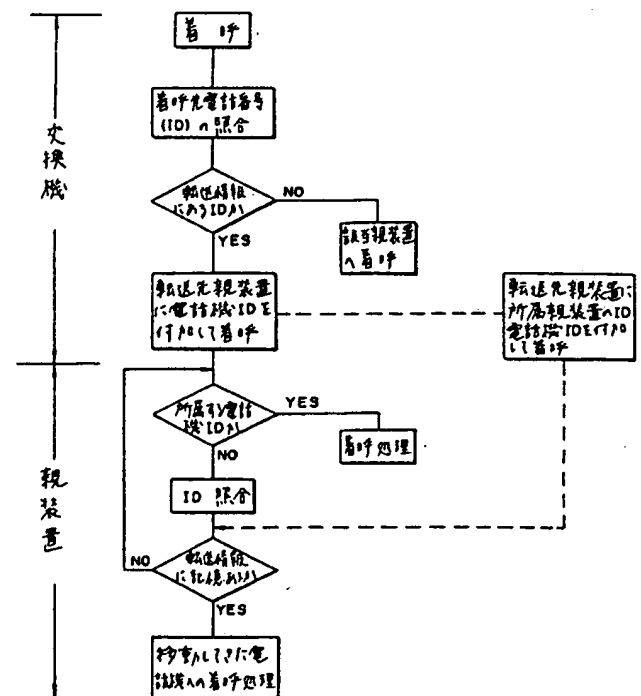 着呼
着呼先電話番号
(ID)の照合
転送情報
にあるIDか
NO
YES
該当親装置
へ着呼
転送先親装置
に電話機IDを
付加して着呼
転送先親装置に
所属親装置のID
電話機IDを付加
して着呼
交換機
所属する電話
機IDか
YES
NO
着呼処理
ID 照合
転送情報
に記憶あるか
NO
YES
移動してきた電
話機への着呼処理
親装置